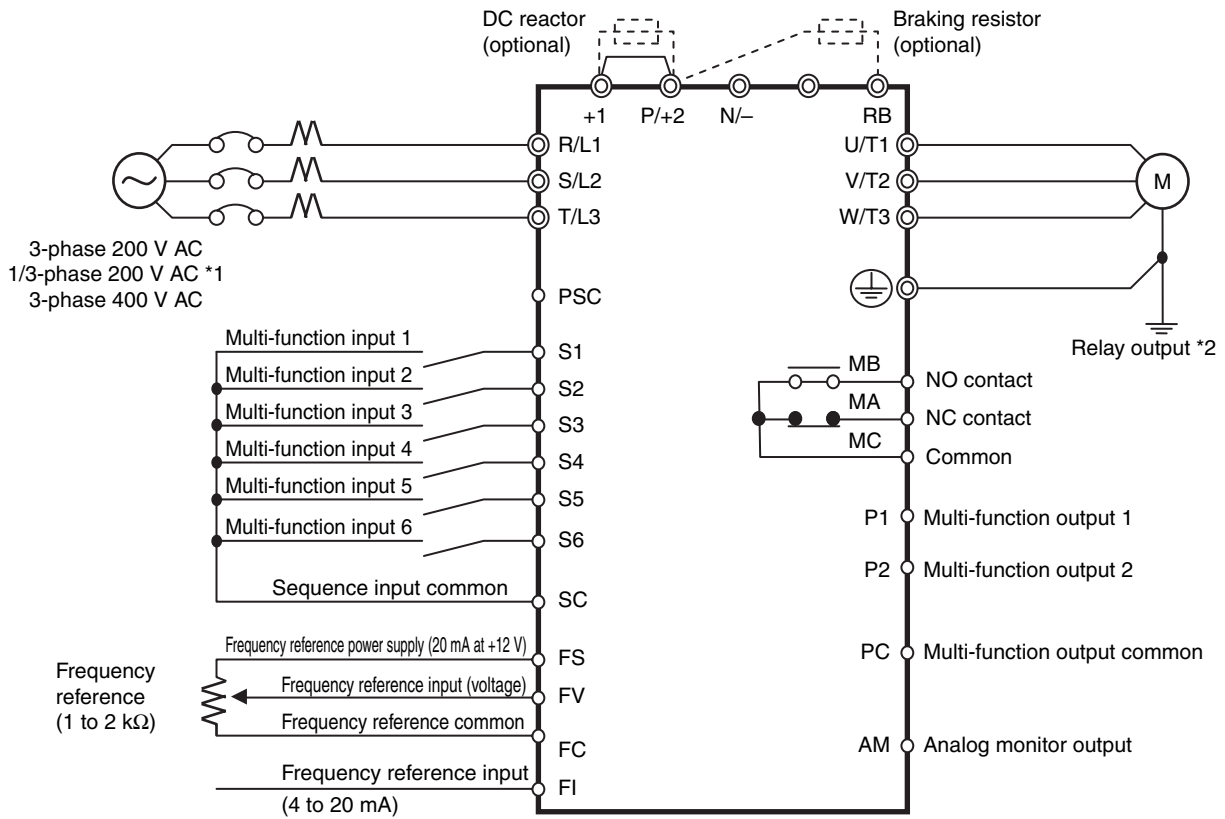 DC reactor
(optional)
Braking resistor
(optional)
+1
P/+2
N/–
RB
R/L1
S/L2
T/L3
U/T1
V/T2
W/T3
M
3-phase 200 V AC
1/3-phase 200 V AC *1
3-phase 400 V AC
PSC
Relay output *2
Multi-function input 1
S1
Multi-function input 2
S2
Multi-function input 3
S3
Multi-function input 4
S4
Multi-function input 5
S5
Multi-function input 6
S6
Sequence input common
SC
MB
NO contact
MA
NC contact
MC
Common
P1
Multi-function output 1
P2
Multi-function output 2
PC
Multi-function output common
AM
Analog monitor output
Frequency
reference
(1 to 2 kΩ)
Frequency reference power supply (20 mA at +12 V)
FS
Frequency reference input (voltage)
FV
Frequency reference common
FC
Frequency reference input
(4 to 20 mA)
FI